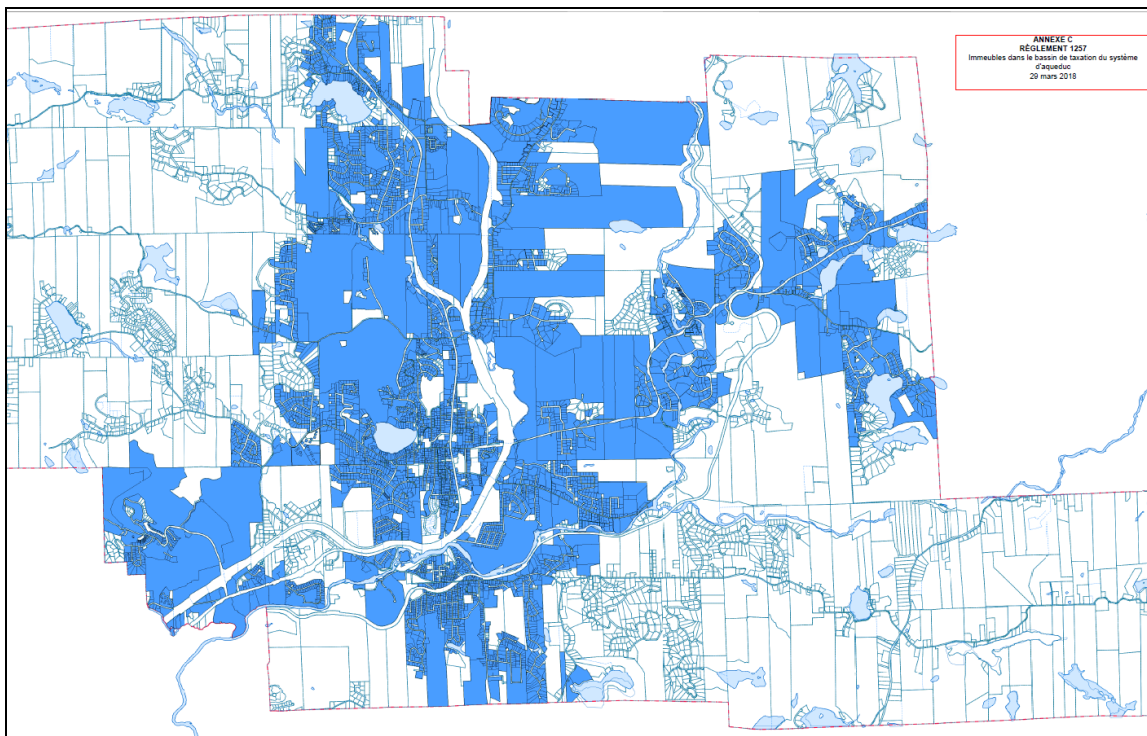 ANNEXE C
RÈGLEMENT 1257
Immeubles dans le bassin de taxation du système
d'aqueduc
29 mars 2018